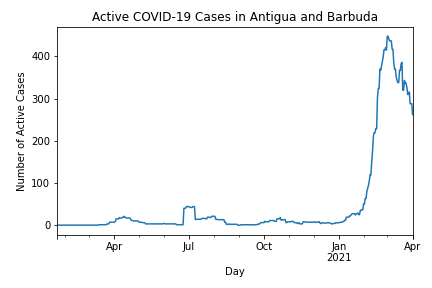 Active COVID-19 Cases in Antigua and Barbuda
Number of Active Cases
400
300
200
100
0
Apr Jul Oct Jan Apr
2021
Day